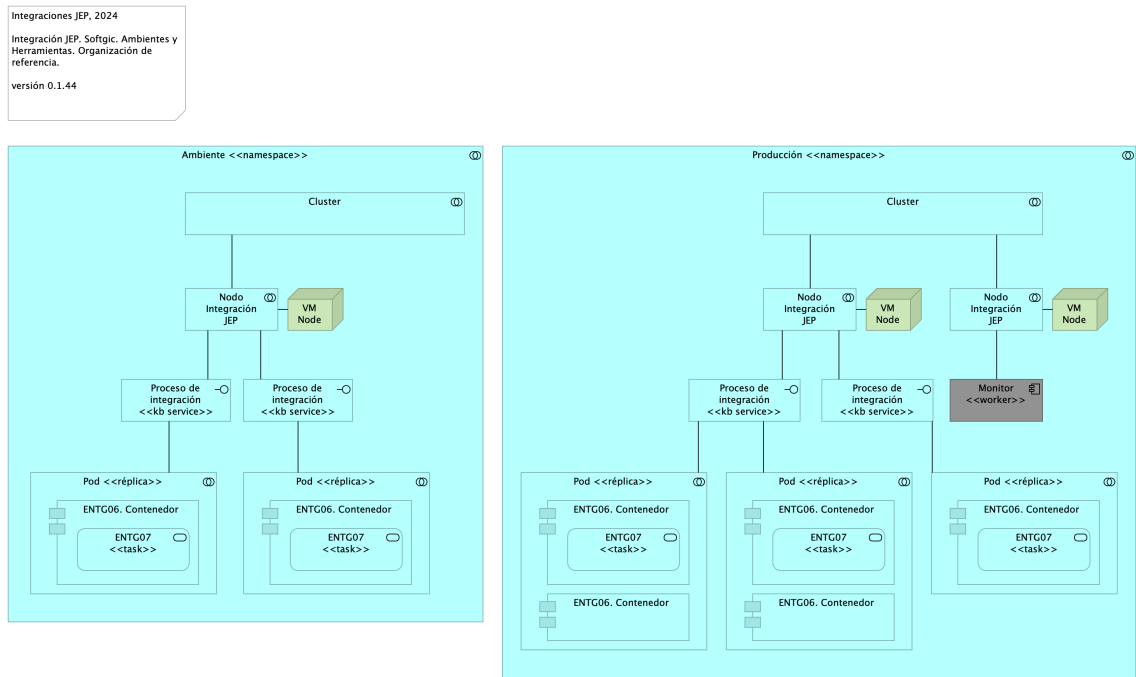 Integraciones JEP, 2024
Integración JEP. Softgic. Ambientes y
Herramientas. Organización de
referencia.
versión 0.1.44
Ambiente <<namespace>>
Cluster
Nodo
Integración
JEP
VM
Node
Proceso de
integración
<<kb service>>
Proceso de
integración
<<kb service>>
Pod <<réplica>>
ENTG06. Contenedor
ENTG07
<<task>>
Pod <<réplica>>
ENTG06. Contenedor
ENTG07
<<task>>
Producción <<namespace>>
Cluster
Nodo
Integración
JEP
VM
Node
Nodo
Integración
JEP
VM
Node
Proceso de
integración
<<kb service>>
Proceso de
integración
<<kb service>>
Monitor
<<worker>>
Pod <<réplica>>
ENTG06. Contenedor
ENTG07
<<task>>
ENTG06. Contenedor
Pod <<réplica>>
ENTG06. Contenedor
ENTG07
<<task>>
ENTG06. Contenedor
Pod <<réplica>>
ENTG06. Contenedor
ENTG07
<<task>>